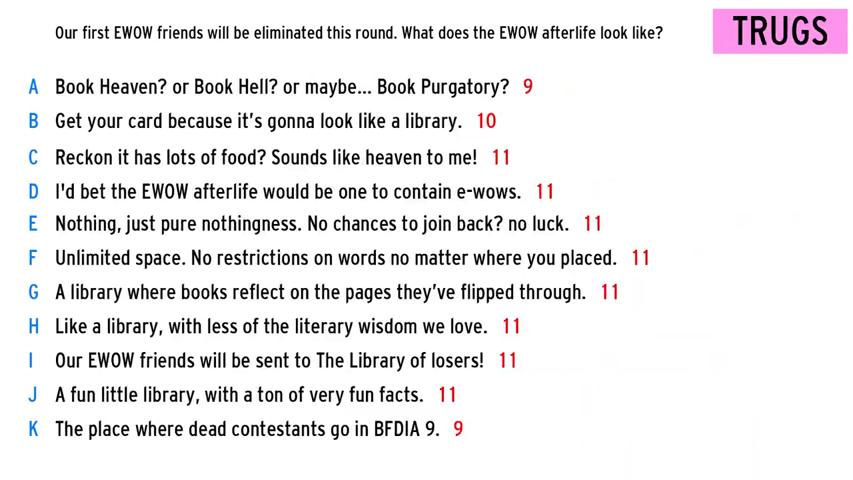 Our first EWOW friends will be eliminated this round. What does the EWOW afterlife look like?
TRUGS
A Book Heaven? or Book Hell? or maybe... Book Purgatory? 9
B Get your card because it's gonna look like a library. 10
C Reckon it has lots of food? Sounds like heaven to me! 11
D I'd bet the EWOW afterlife would be one to contain e-wows. 11
E Nothing, just pure nothingness. No chances to join back? no luck. 11
F Unlimited space. No restrictions on words no matter where you placed. 11
G A library where books reflect on the pages they've flipped through. 11
H Like a library, with less of the literary wisdom we love. 11
I Our EWOW friends will be sent to The Library of losers! 11
J A fun little library, with a ton of very fun facts. 11
K The place where dead contestants go in BFDIA 9. 9